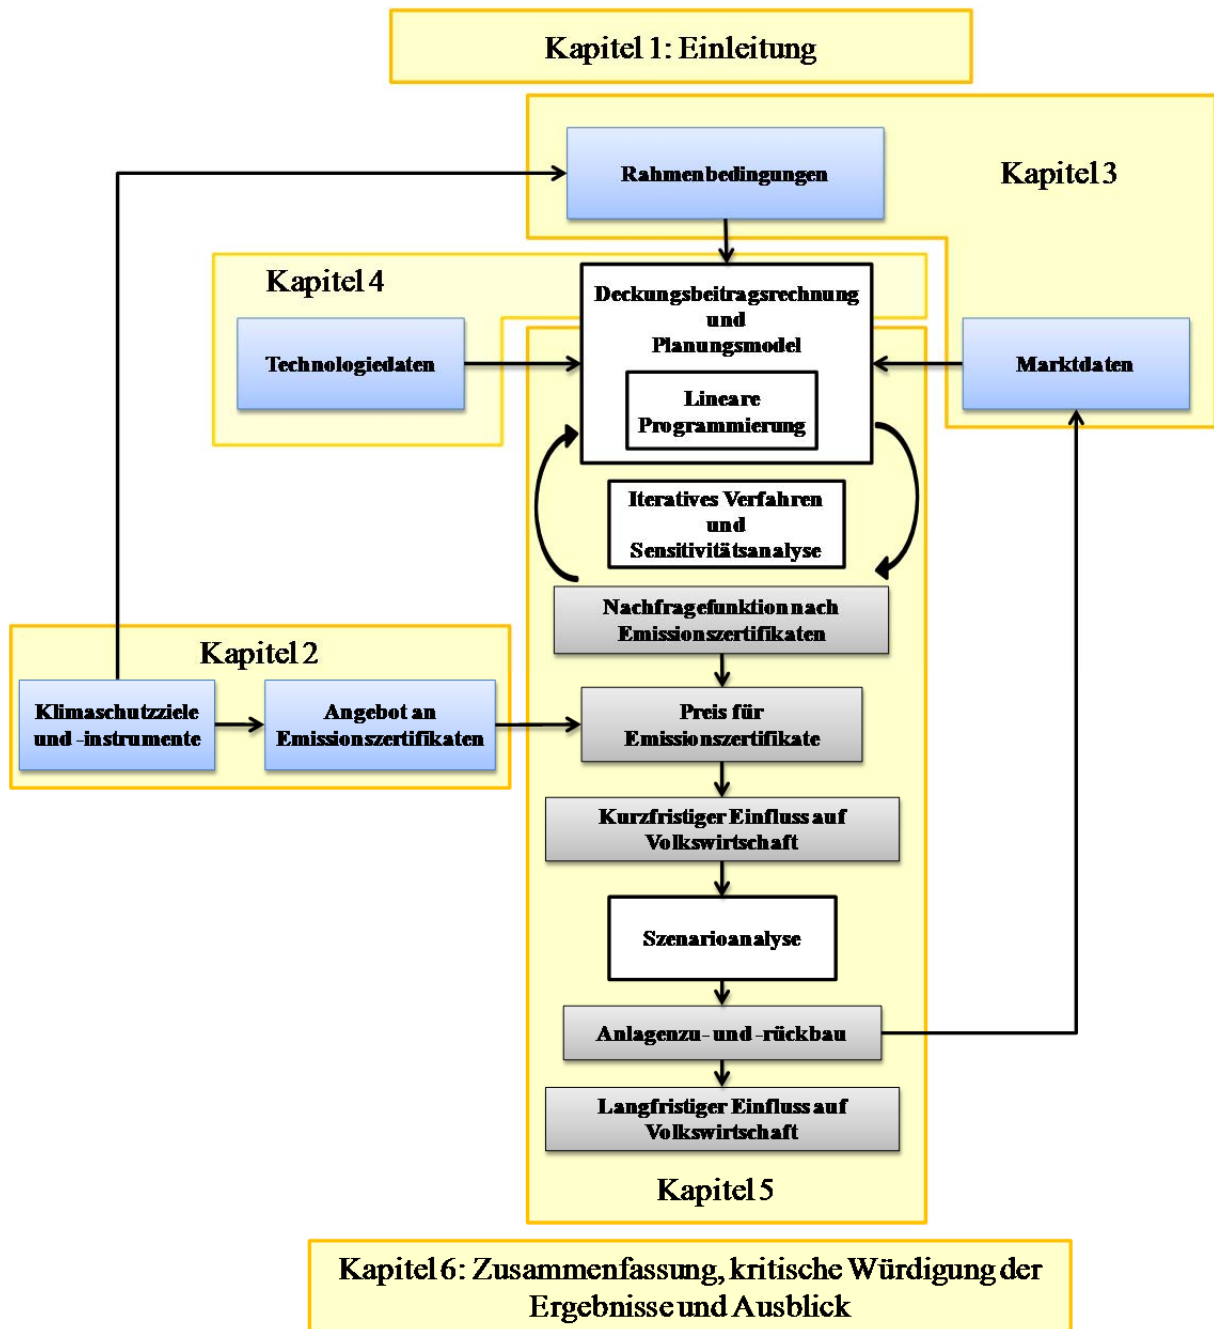 Kapitel 1: Einleitung
Rahmenbedingungen
Kapitel 3
Kapitel 4
Deckungsbeitragsrechnung
und
Planungsmodel
Technologiedaten
Marktdaten
Lineare
Programmierung
Iteratives Verfahren
und
Sensitivitätsanalyse
Nachfragefunktion nach
Emissionszertifikaten
Kapitel 2
Klimaschutzziele
und -instrumente
Angebot an
Emissionszertifikaten
Preis für
Emissionszertifikate
Kurzfristiger Einfluss auf
Volkswirtschaft
Szenarioanalyse
Anlagenzu- und -rückbau
Langfristiger Einfluss auf
Volkswirtschaft
Kapitel 5
Kapitel 6: Zusammenfassung, kritische Würdigung der
Ergebnisse und Ausblick